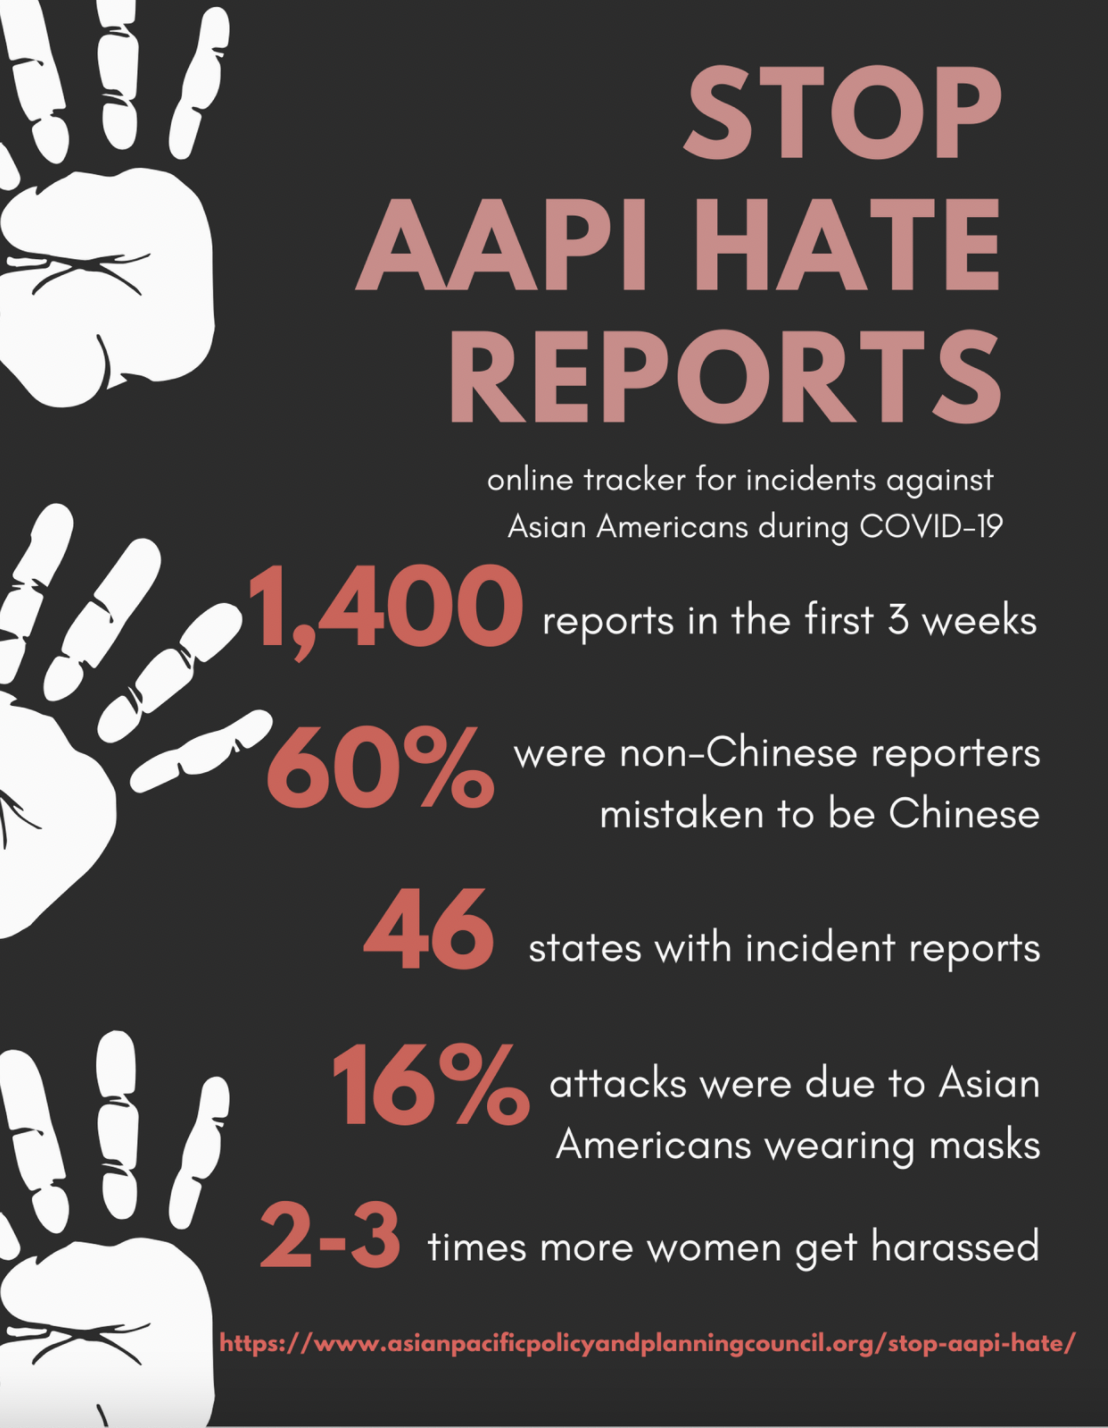 STOP
AAPI HATE
REPORTS
online tracker for incidents against
Asian Americans during COVID-19
1,400 reports in the first 3 weeks
60% were non-Chinese reporters
mistaken to be Chinese
46 states with incident reports
16% attacks were due to Asian
Americans wearing masks
2-3 times more women get harassed
https://www.asianpacificpolicyandplanningcouncil.org/stop-aapi-hate/